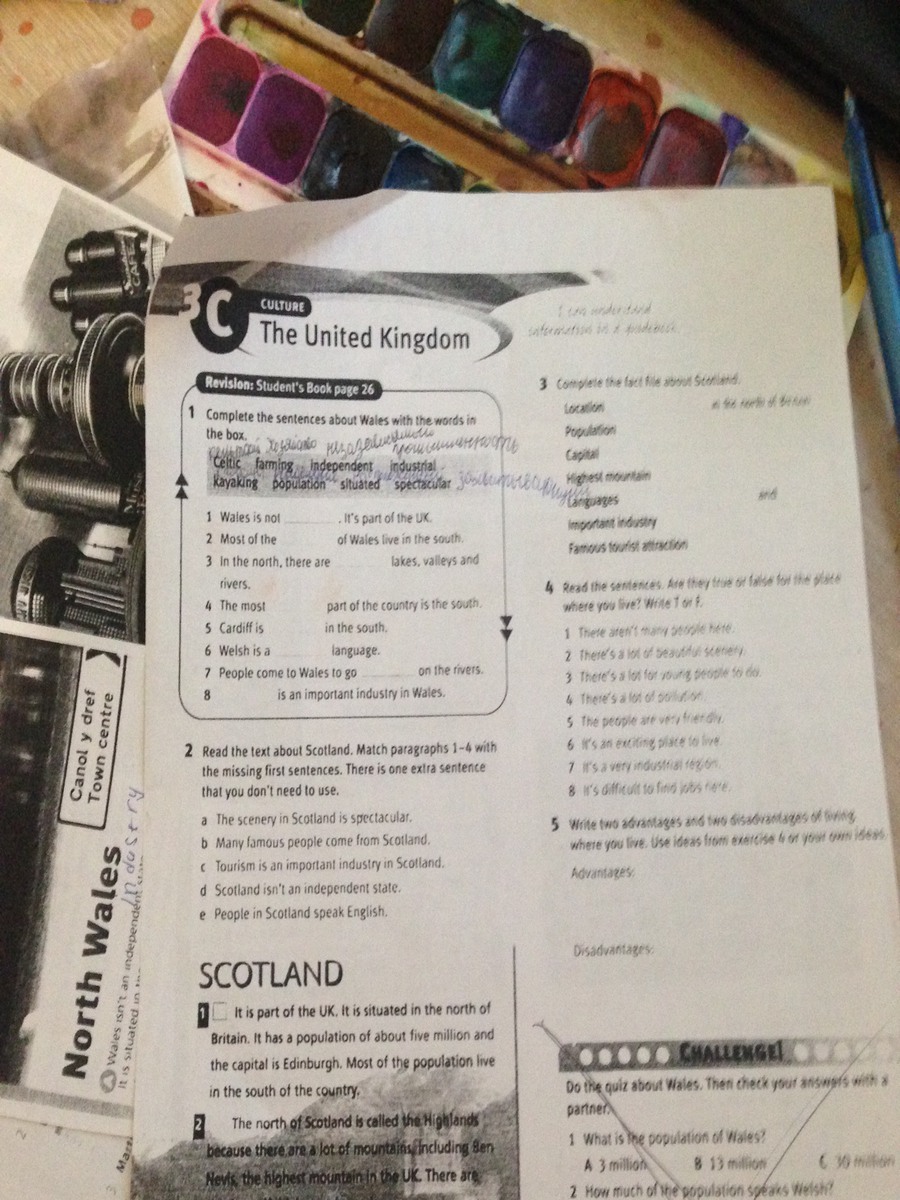 3C
CULTURE
The United Kingdom
I can understand
information in a guidebook.
Revision: Student's Book page 26
1 Complete the sentences about Wales with the words in
the box.
Celtic farming independent industrial
kayaking population situated spectacular
1 Wales is not . It's part of the UK.
2 Most of the of Wales live in the south.
3 In the north, there are lakes, valleys and
rivers.
4 The most part of the country is the south.
5 Cardiff is in the south.
6 Welsh is a language.
7 People come to Wales to go on the rivers.
8 is an important industry in Wales.
2 Read the text about Scotland. Match paragraphs 1–4 with
the missing first sentences. There is one extra sentence
that you don't need to use.
a The scenery in Scotland is spectacular.
b Many famous people come from Scotland.
c Tourism is an important industry in Scotland.
d Scotland isn't an independent state.
e People in Scotland speak English.
SCOTLAND
1 It is part of the UK. It is situated in the north of
Britain. It has a population of about five million and
the capital is Edinburgh. Most of the population live
in the south of the country.
2 The north of Scotland is called the Highlands
because there are a lot of mountains, including Ben
Nevis, the highest mountain in the UK. There are
3 Complete the fact file about Scotland.
Location in the north of Britain
Population
Capital
Highest mountain
Languages and
Important industry
Famous tourist attraction
4 Read the sentences. Are they true or false for the place
where you live? Write T or F.
1 There aren't many people here.
2 There's a lot of beautiful scenery.
3 There's a lot for young people to do.
4 There's a lot of pollution.
5 The people are very friendly.
6 It's an exciting place to live.
7 It's a very industrial region.
8 It's difficult to find jobs here.
5 Write two advantages and two disadvantages of living
where you live. Use ideas from exercise 4 or your own ideas.
Advantages:
Disadvantages:
CHALLENGE!
Do the quiz about Wales. Then check your answers with a
partner.
1 What is the population of Wales?
A 3 million B 13 million C 30 million
2 How much of the population speaks Welsh?
Canol y dref
Town centre
North Wales
indastry
Wales isn't an independent
It is situated in